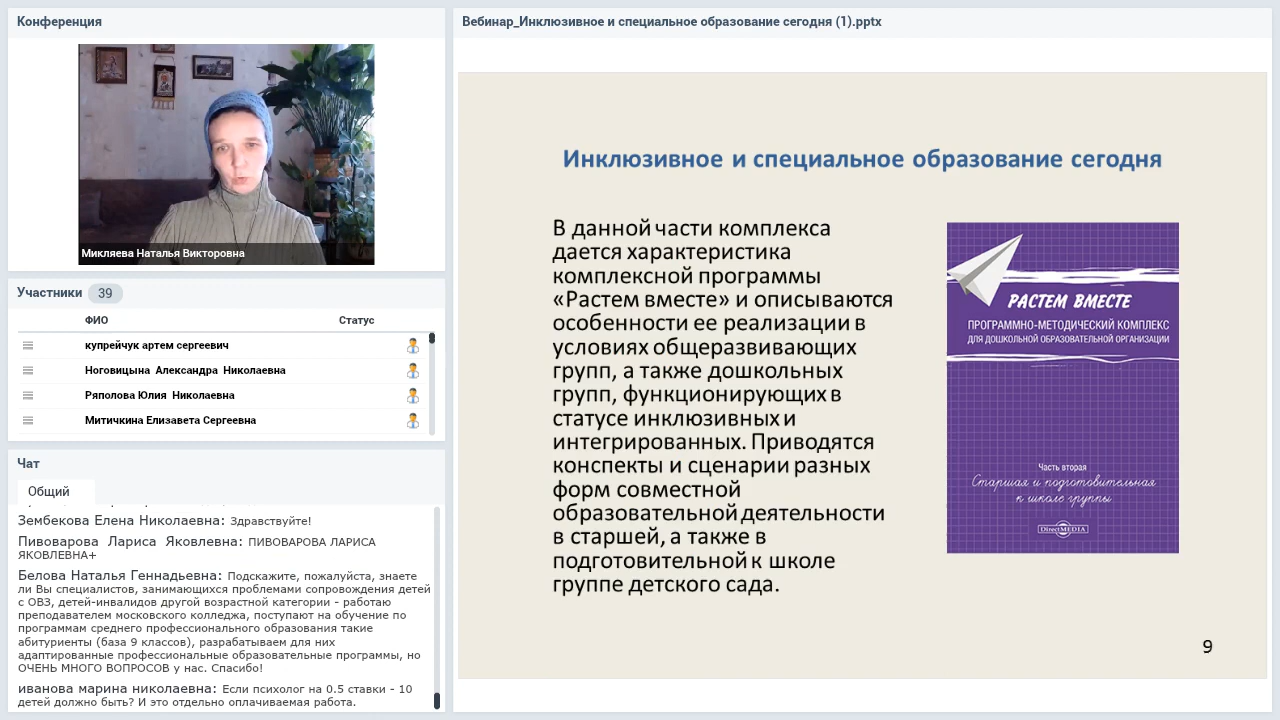 Конференция
Микляева Наталья Викторовна
Участники 39
ФИО Статус
купрейчук артем сергеевич
Ноговицына Александра Николаевна
Ряполова Юлия Николаевна
Митичкина Елизавета Сергеевна
Чат
Общий
Зембекова Елена Николаевна: Здравствуйте!
Пивоварова Лариса Яковлевна: ПИВОВАРОВА ЛАРИСА
ЯКОВЛЕВНА+
Белова Наталья Геннадьевна: Подскажите, пожалуйста, знаете
ли Вы специалистов, занимающихся проблемами сопровождения детей
с ОВЗ, детей-инвалидов другой возрастной категории - работаю
преподавателем московского колледжа, поступают на обучение по
программам среднего профессионального образования такие
абитуриенты (база 9 классов), разрабатываем для них
адаптированные профессиональные образовательные программы, но
ОЧЕНЬ МНОГО ВОПРОСОВ у нас. Спасибо!
иванова марина николаевна: Если психолог на 0.5 ставки - 10
детей должно быть? И это отдельно оплачиваемая работа.
Вебинар_Инклюзивное и специальное образование сегодня (1).pptx
Инклюзивное и специальное образование сегодня
В данной части комплекса
дается характеристика
комплексной программы
«Растем вместе» и описываются
особенности ее реализации в
условиях общеразвивающих
групп, а также дошкольных
групп, функционирующих в
статусе инклюзивных и
интегрированных. Приводятся
конспекты и сценарии разных
форм совместной
образовательной деятельности
в старшей, а также в
подготовительной к школе
группе детского сада.
РАСТЕМ ВМЕСТЕ
ПРОГРАММНО-МЕТОДИЧЕСКИЙ КОМПЛЕКС
ДЛЯ ДОШКОЛЬНОЙ ОБРАЗОВАТЕЛЬНОЙ ОРГАНИЗАЦИИ
Часть вторая
Старшая и подготовительная
к школе группы
DirectMEDIA
9